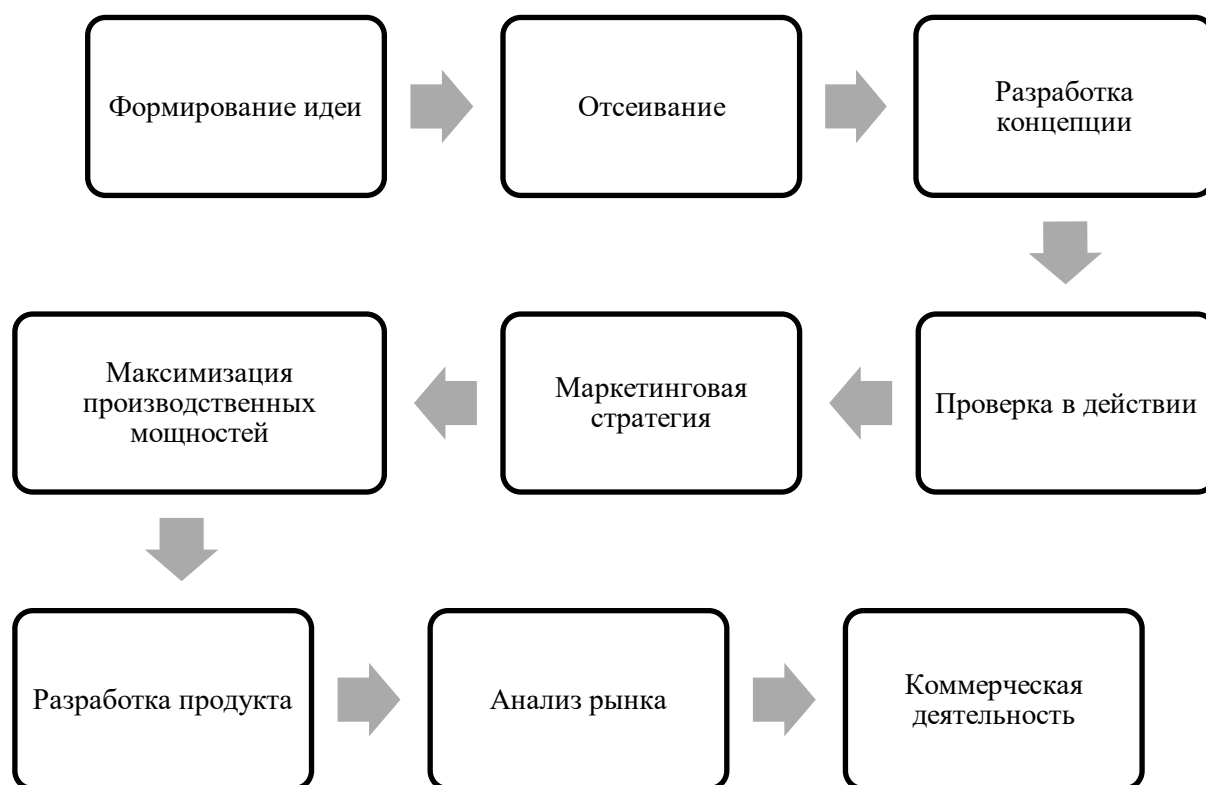 Формирование идеи
Отсеивание
Разработка
концепции
Проверка в действии
Маркетинговая
стратегия
Максимизация
производственных
мощностей
Разработка продукта
Анализ рынка
Коммерческая
деятельность